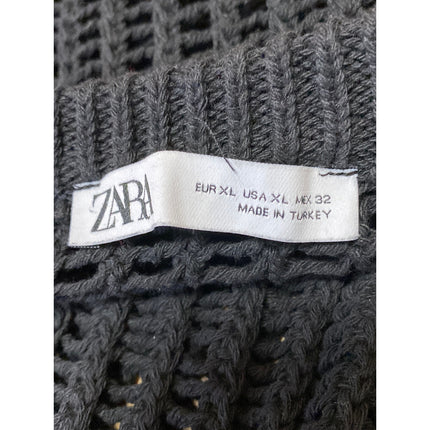 ZARA
EUR XL USA XL MEX 32
MADE IN TURKEY